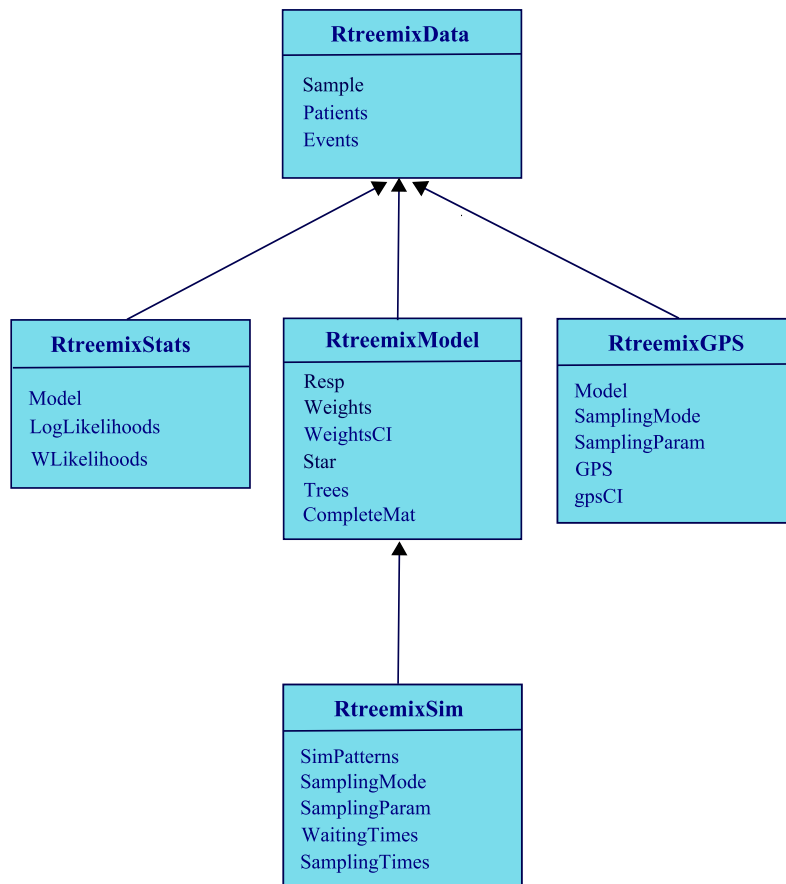 RtreemixData
Sample
Patients
Events
RtreemixStats
Model
LogLikelihoods
WLikelihoods
RtreemixModel
Resp
Weights
WeightsCI
Star
Trees
CompleteMat
RtreemixGPS
Model
SamplingMode
SamplingParam
GPS
gpsCI
RtreemixSim
SimPatterns
SamplingMode
SamplingParam
WaitingTimes
SamplingTimes